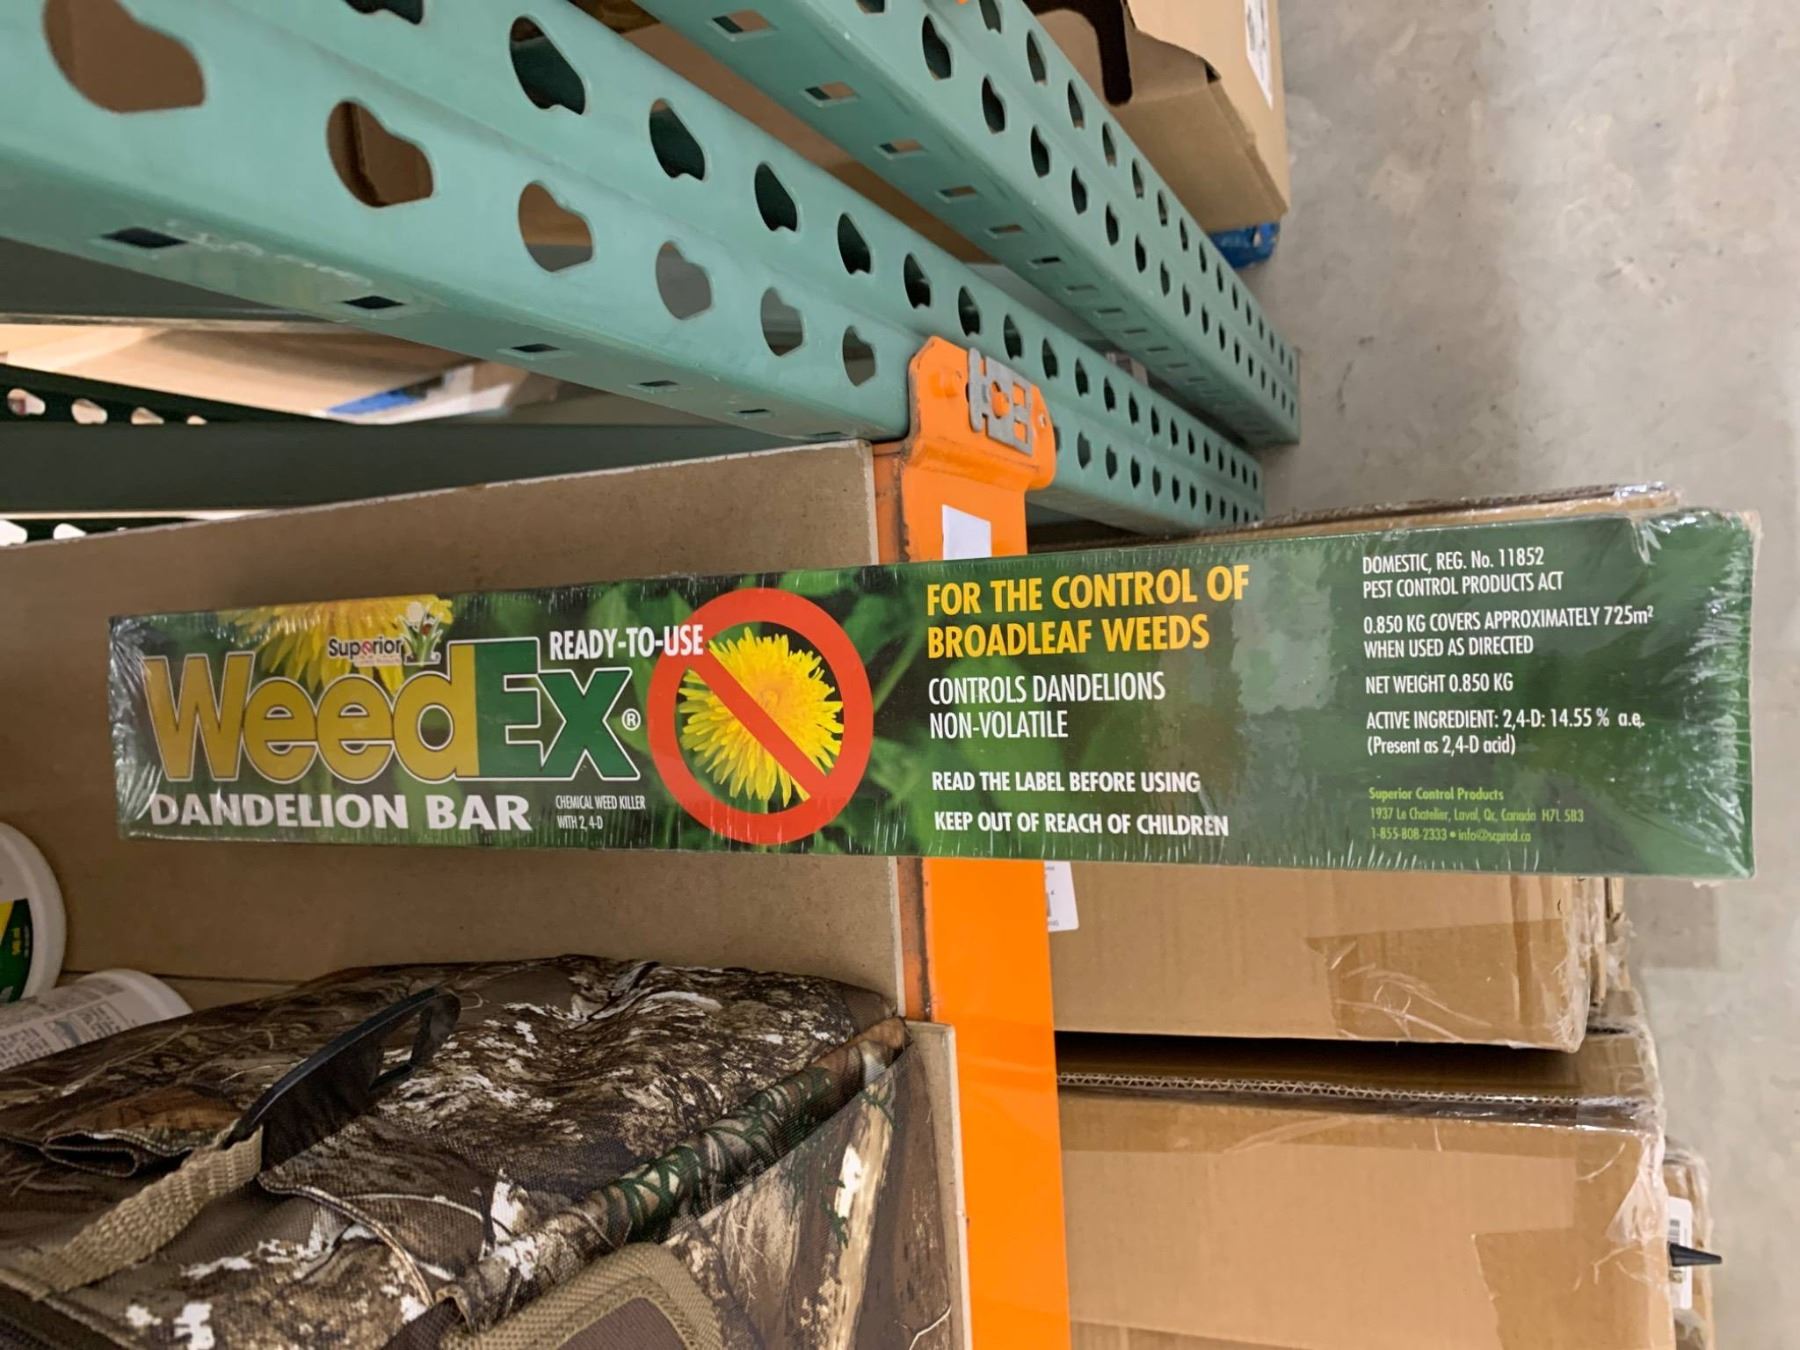 Superior
WeedEx®
READY-TO-USE
DANDELION BAR
CHEMICAL WEED KILLER
WITH 2, 4-D
FOR THE CONTROL OF
BROADLEAF WEEDS
CONTROLS DANDELIONS
NON-VOLATILE
READ THE LABEL BEFORE USING
KEEP OUT OF REACH OF CHILDREN
DOMESTIC, REG. No. 11852
PEST CONTROL PRODUCTS ACT
0.850 KG COVERS APPROXIMATELY 725m²
WHEN USED AS DIRECTED
NET WEIGHT 0.850 KG
ACTIVE INGREDIENT: 2,4-D: 14.55 % a.e.
(Present as 2,4-D acid)
Superior Control Products
1937 Le Chatelier, Laval, Qc, Canada H7L 5B3
1-855-808-2333 • info@scprod.ca